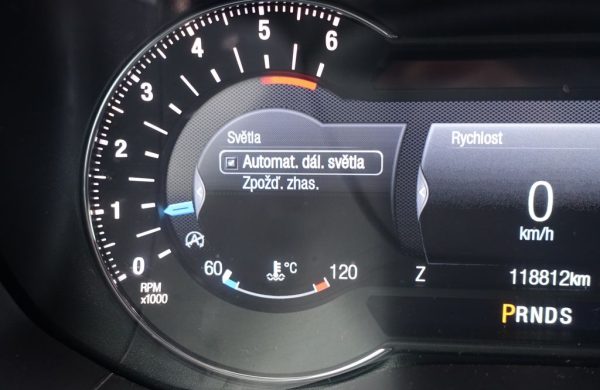 6
5
4
3
2
1
0
RPM
x1000
Světla
Automat. dál. světla
Zpožď. zhas.
A
60 °C 120
Rychlost
0
km/h
Z 118812km
PRNDS